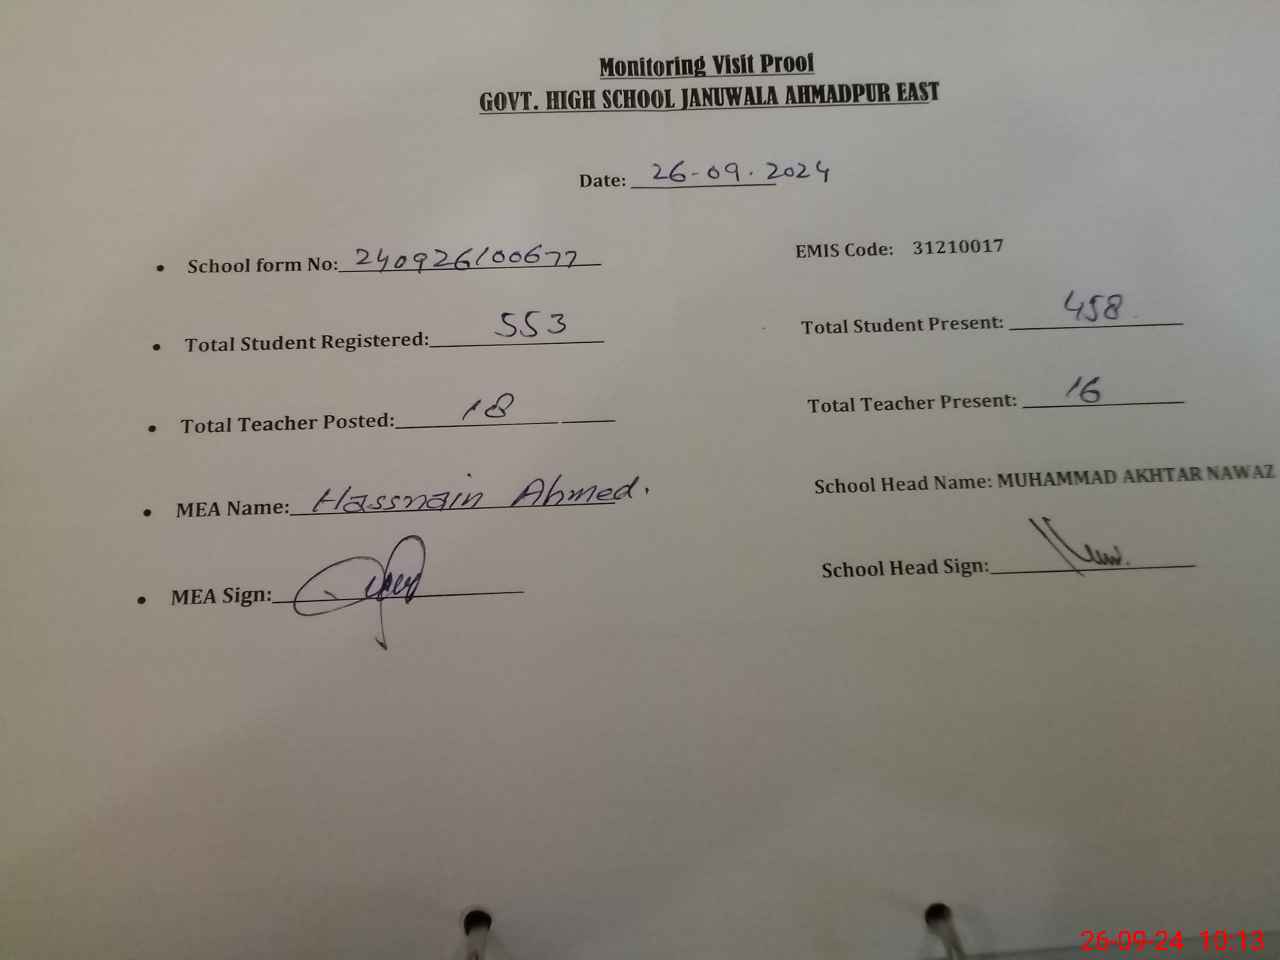 Monitoring Visit Proof
GOVT. HIGH SCHOOL JANUWALA AHMADPUR EAST
Date: 26-09.2024
• School form No: 240926100677 EMIS Code: 31210017
• Total Student Registered: 553 Total Student Present: 458
• Total Teacher Posted: 18 Total Teacher Present: 16
• MEA Name: Hassnain Ahmed. School Head Name: MUHAMMAD AKHTAR NAWAZ
• MEA Sign: School Head Sign:
26-09-24 10:13